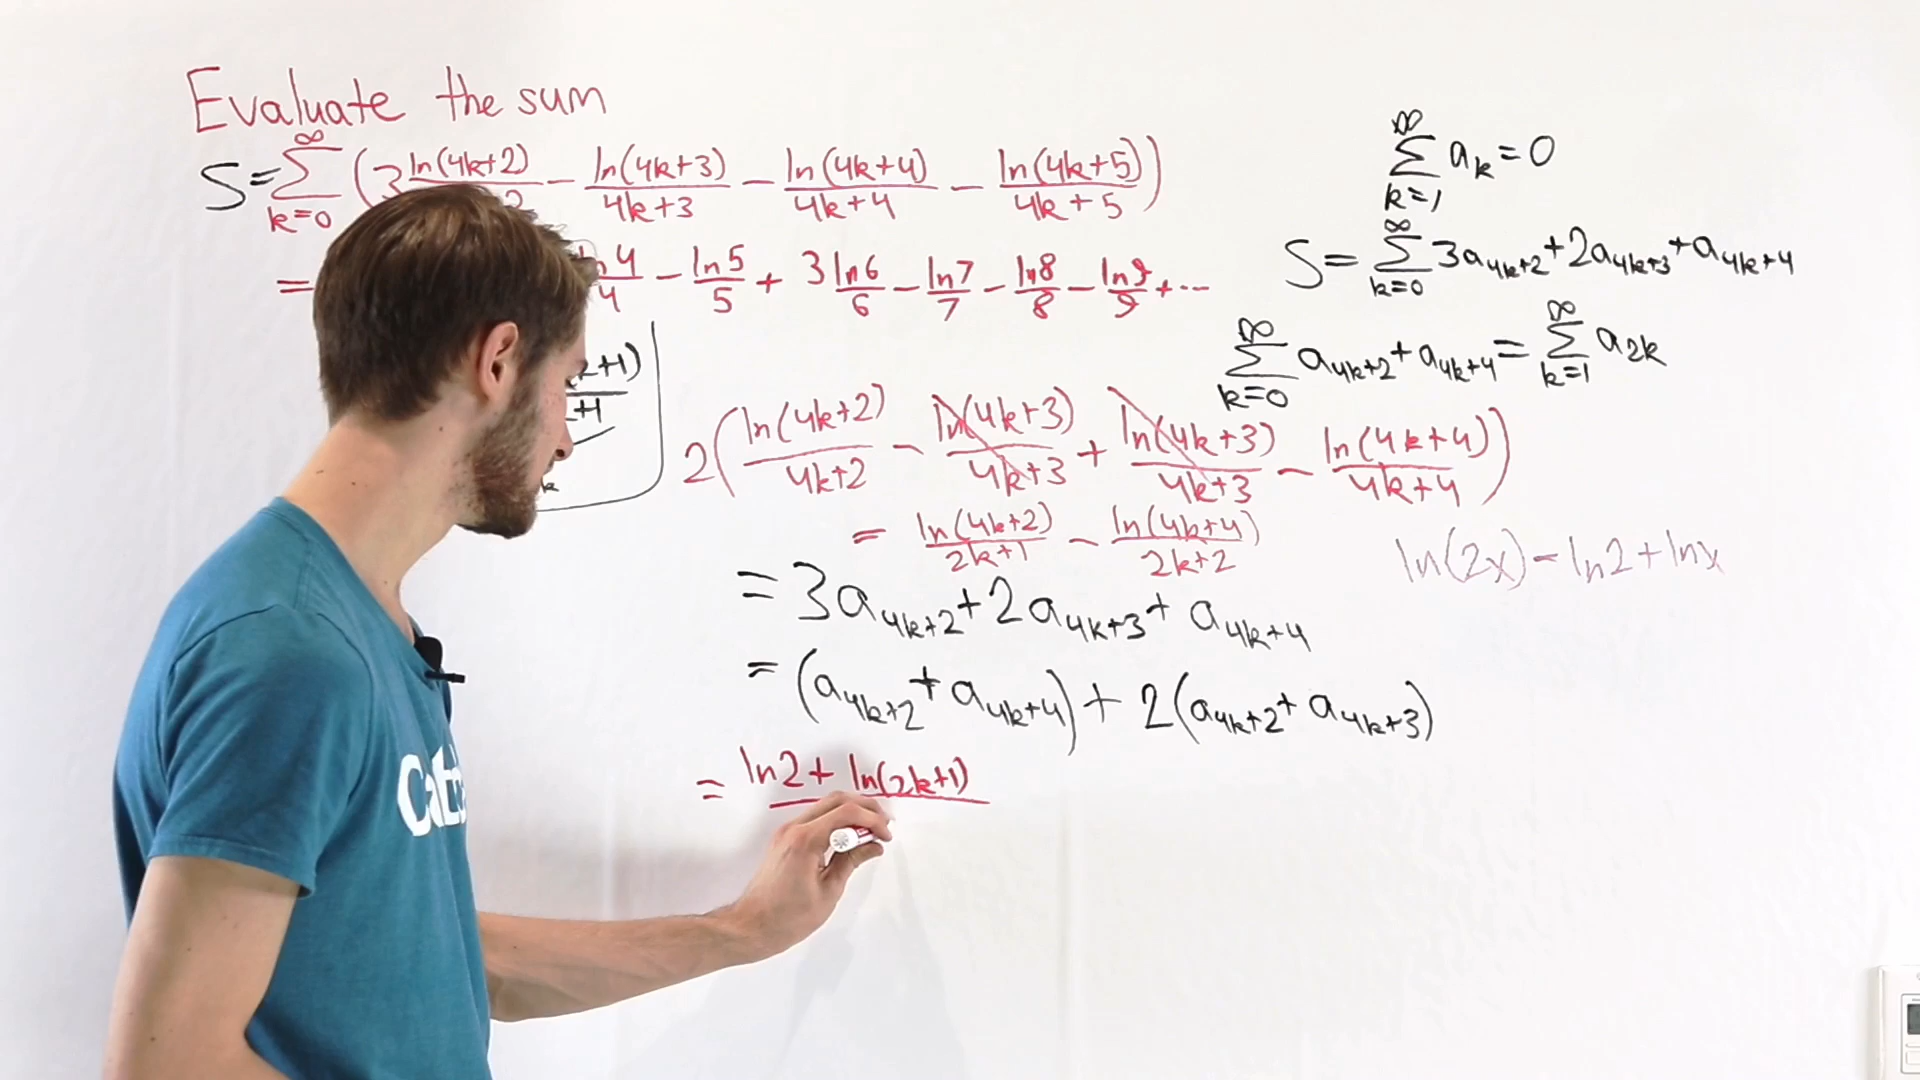 Evaluate the sum
S = ∑_{k=0}^{∞} (3 ln(4k+2)/ 2 − ln(4k+3)/(4k+3) − ln(4k+4)/(4k+4) − ln(4k+5)/(4k+5))
= ln4/4 − ln5/5 + 3 ln6/6 − ln7/7 − ln8/8 − ln9/9 + ...
k+1)
+1
k
2(ln(4k+2)/(4k+2) − ln(4k+3)/(4k+3) + ln(4k+3)/(4k+3) − ln(4k+4)/(4k+4))
= ln(4k+2)/(2k+1) − ln(4k+4)/(2k+2)
= 3a_{4k+2} + 2a_{4k+3} + a_{4k+4}
= (a_{4k+2} + a_{4k+4}) + 2(a_{4k+2} + a_{4k+3})
= ln2 + ln(2k+1)
∑_{k=1}^{∞} a_k = 0
S = ∑_{k=0}^{∞} 3a_{4k+2} + 2a_{4k+3} + a_{4k+4}
∑_{k=0}^{∞} a_{4k+2} + a_{4k+4} = ∑_{k=1}^{∞} a_{2k}
ln(2x) = ln2 + lnx